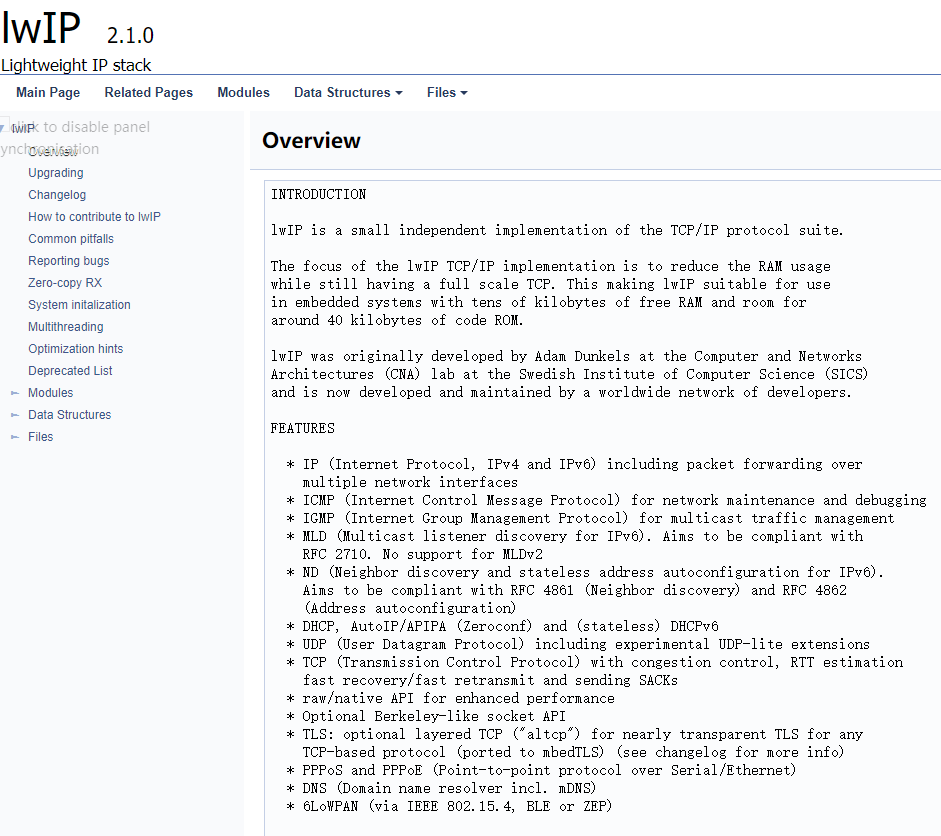 lwIP 2.1.0
Lightweight IP stack
Main Page Related Pages Modules Data Structures Files
lwIP
click to disable panel
synchronisation
Overview
Upgrading
Changelog
How to contribute to lwIP
Common pitfalls
Reporting bugs
Zero-copy RX
System initalization
Multithreading
Optimization hints
Deprecated List
Modules
Data Structures
Files
Overview
INTRODUCTION
lwIP is a small independent implementation of the TCP/IP protocol suite.
The focus of the lwIP TCP/IP implementation is to reduce the RAM usage
while still having a full scale TCP. This making lwIP suitable for use
in embedded systems with tens of kilobytes of free RAM and room for
around 40 kilobytes of code ROM.
lwIP was originally developed by Adam Dunkels at the Computer and Networks
Architectures (CNA) lab at the Swedish Institute of Computer Science (SICS)
and is now developed and maintained by a worldwide network of developers.
FEATURES
* IP (Internet Protocol, IPv4 and IPv6) including packet forwarding over
multiple network interfaces
* ICMP (Internet Control Message Protocol) for network maintenance and debugging
* IGMP (Internet Group Management Protocol) for multicast traffic management
* MLD (Multicast listener discovery for IPv6). Aims to be compliant with
RFC 2710. No support for MLDv2
* ND (Neighbor discovery and stateless address autoconfiguration for IPv6).
Aims to be compliant with RFC 4861 (Neighbor discovery) and RFC 4862
(Address autoconfiguration)
* DHCP, AutoIP/APIPA (Zeroconf) and (stateless) DHCPv6
* UDP (User Datagram Protocol) including experimental UDP-lite extensions
* TCP (Transmission Control Protocol) with congestion control, RTT estimation
fast recovery/fast retransmit and sending SACKs
* raw/native API for enhanced performance
* Optional Berkeley-like socket API
* TLS: optional layered TCP ("altcp") for nearly transparent TLS for any
TCP-based protocol (ported to mbedTLS) (see changelog for more info)
* PPPoS and PPPoE (Point-to-point protocol over Serial/Ethernet)
* DNS (Domain name resolver incl. mDNS)
* 6LoWPAN (via IEEE 802.15.4, BLE or ZEP)